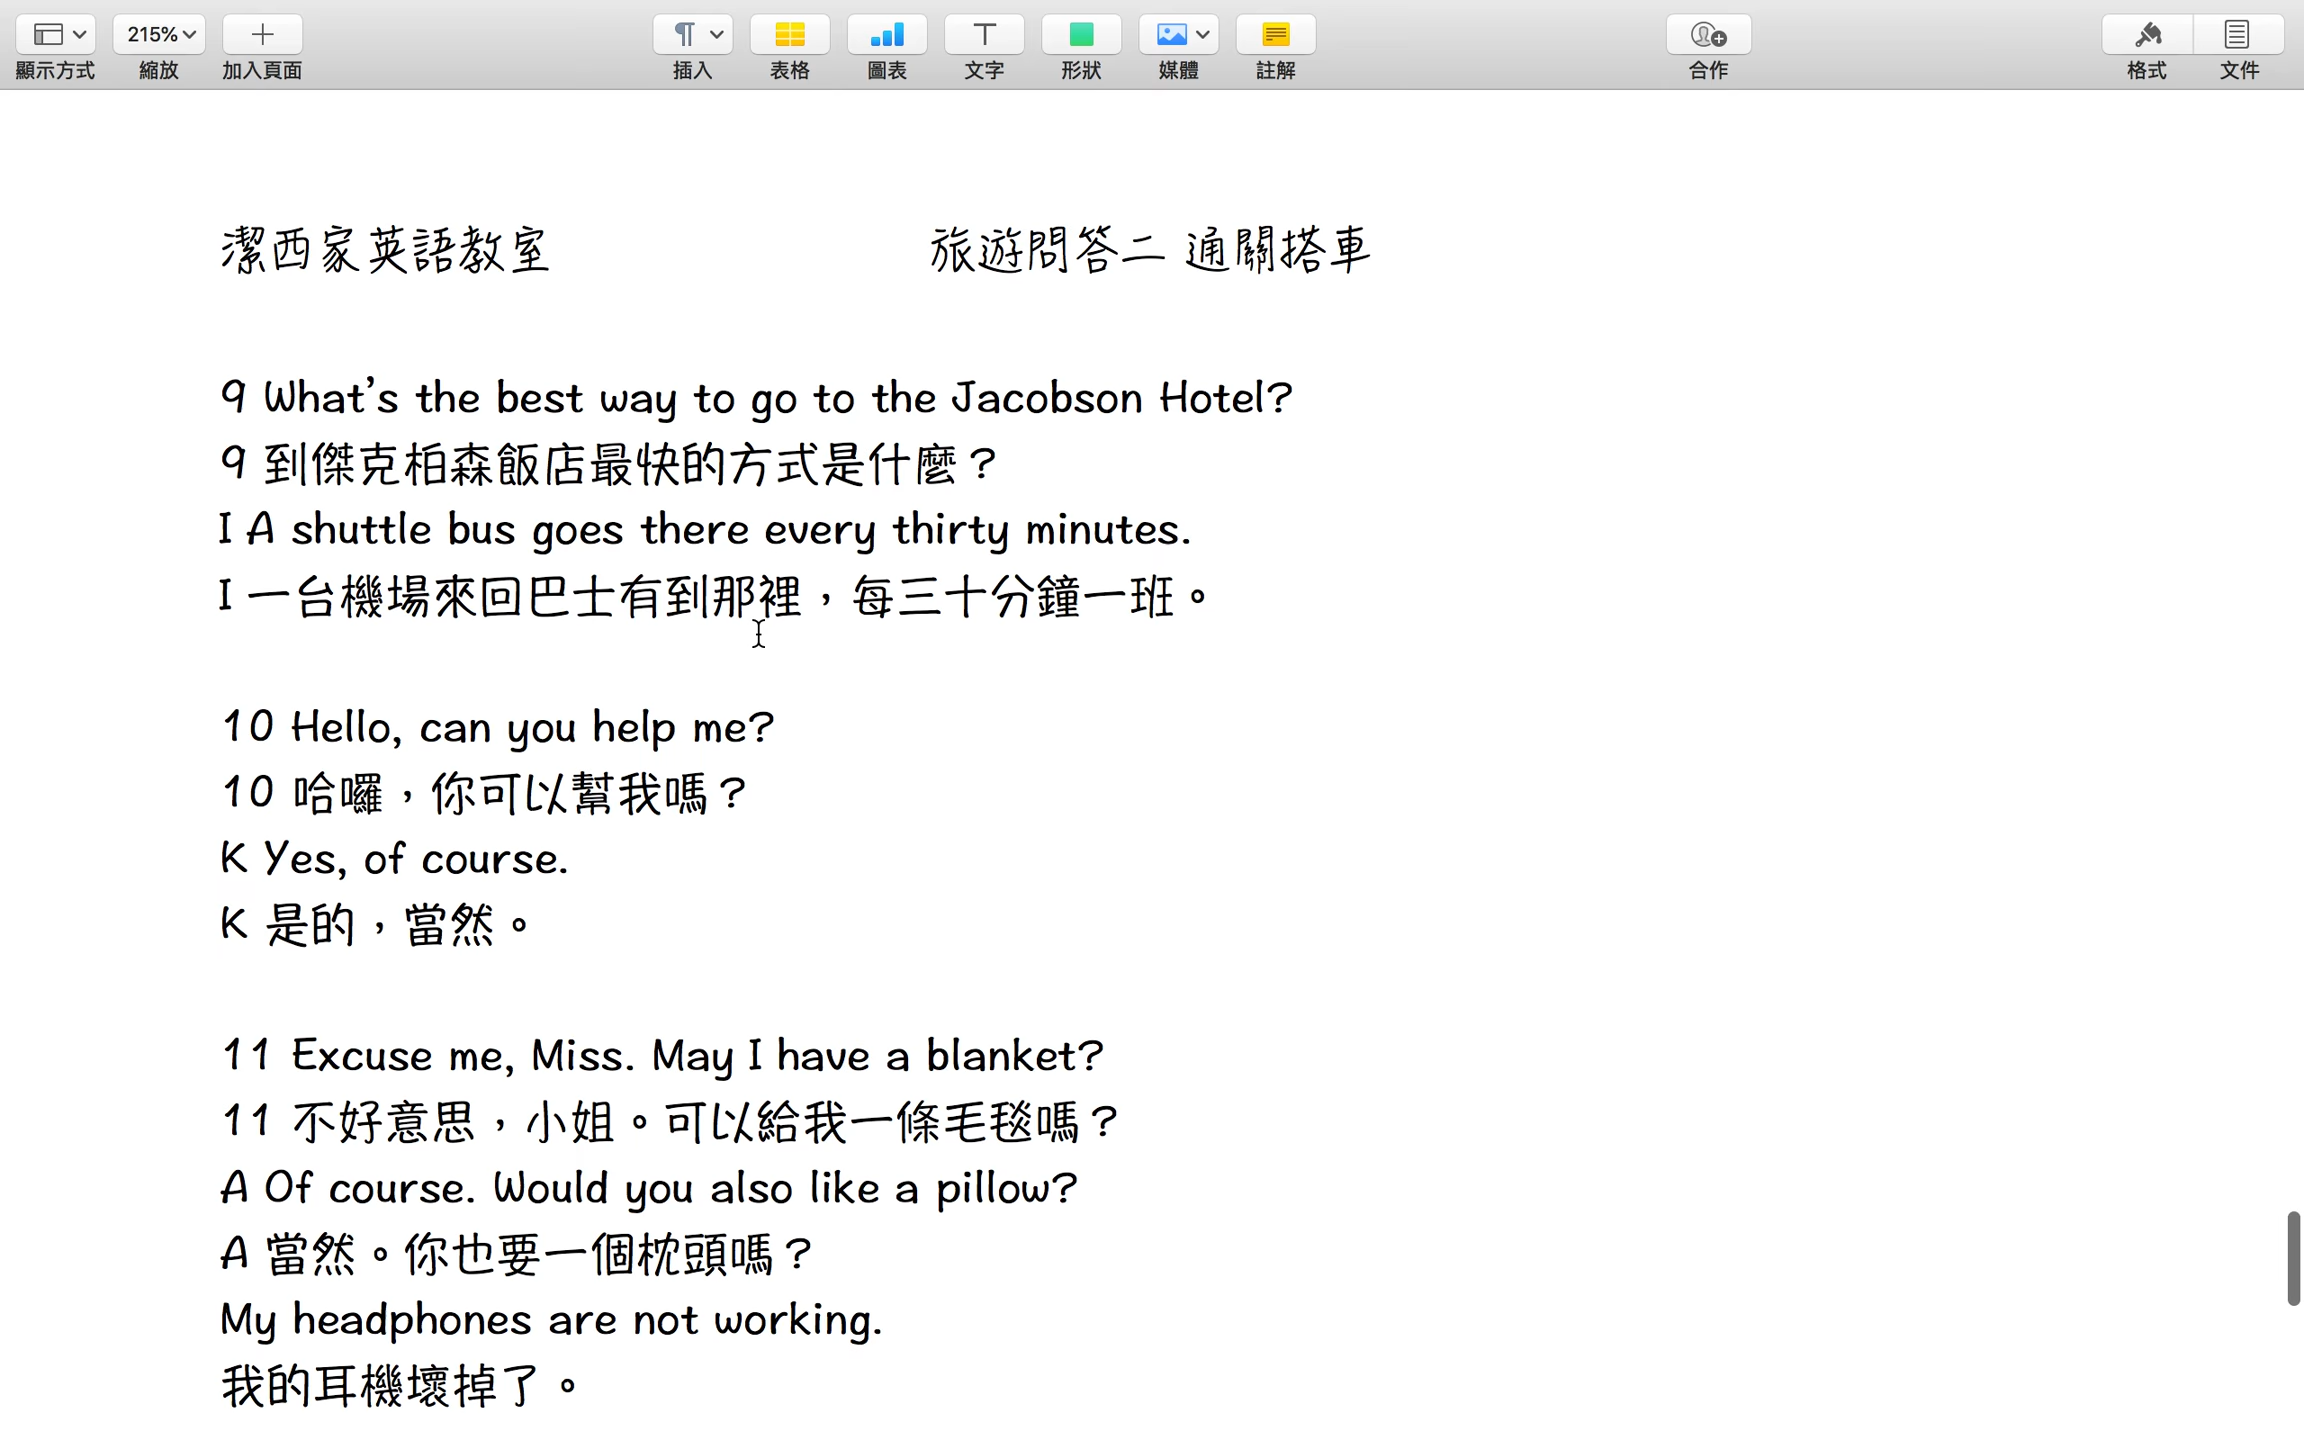 215%
顯示方式 縮放 加入頁面 插入 表格 圖表 文字 形狀 媒體 註解 合作 格式 文件
潔西家英語教室 旅遊問答二 通關搭車
9 What's the best way to go to the Jacobson Hotel?
9 到傑克柏森飯店最快的方式是什麼？
I A shuttle bus goes there every thirty minutes.
I 一台機場來回巴士有到那裡，每三十分鐘一班。
10 Hello, can you help me?
10 哈囉，你可以幫我嗎？
K Yes, of course.
K 是的，當然。
11 Excuse me, Miss. May I have a blanket?
11 不好意思，小姐。可以給我一條毛毯嗎？
A Of course. Would you also like a pillow?
A 當然。你也要一個枕頭嗎？
My headphones are not working.
我的耳機壞掉了。